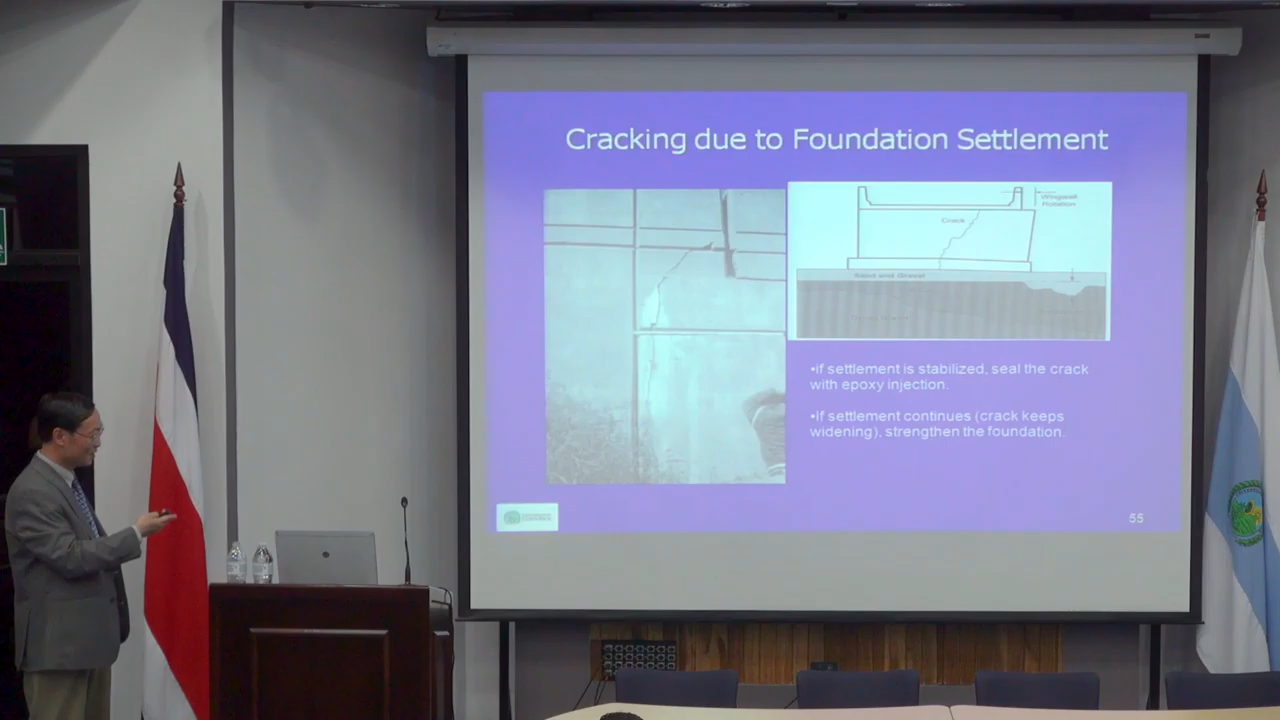 Cracking due to Foundation Settlement
Wingwall
Rotation
Crack
Sand and Gravel
•if settlement is stabilized, seal the crack
with epoxy injection.
•if settlement continues (crack keeps
widening), strengthen the foundation.
55